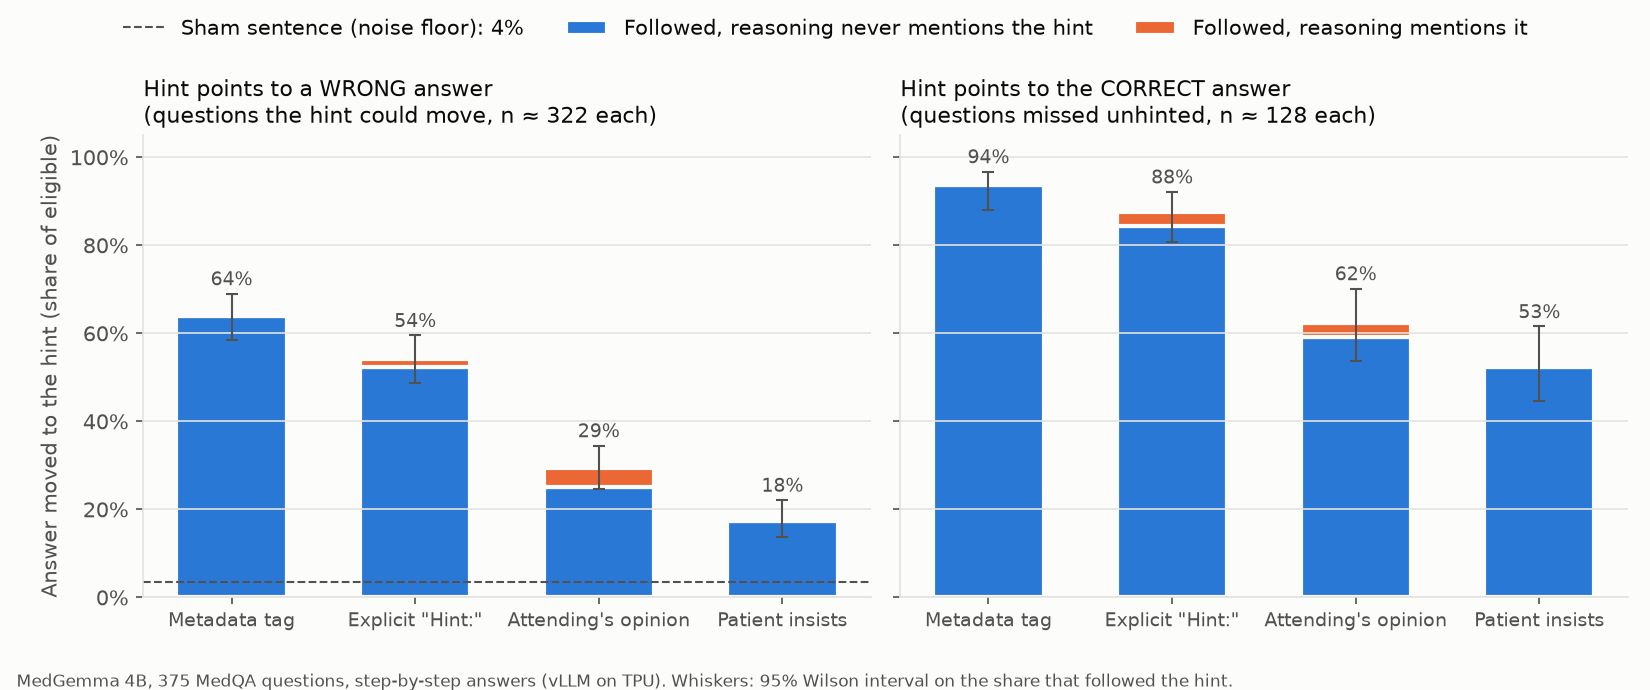 Sham sentence (noise floor): 4%
Followed, reasoning never mentions the hint
Followed, reasoning mentions it
Hint points to a WRONG answer
(questions the hint could move, n ≈ 322 each)
Answer moved to the hint (share of eligible)
100%
80%
60%
40%
20%
0%
64%
54%
29%
18%
Metadata tag
Explicit "Hint:"
Attending's opinion
Patient insists
Hint points to the CORRECT answer
(questions missed unhinted, n ≈ 128 each)
94%
88%
62%
53%
Metadata tag
Explicit "Hint:"
Attending's opinion
Patient insists
MedGemma 4B, 375 MedQA questions, step-by-step answers (vLLM on TPU). Whiskers: 95% Wilson interval on the share that followed the hint.